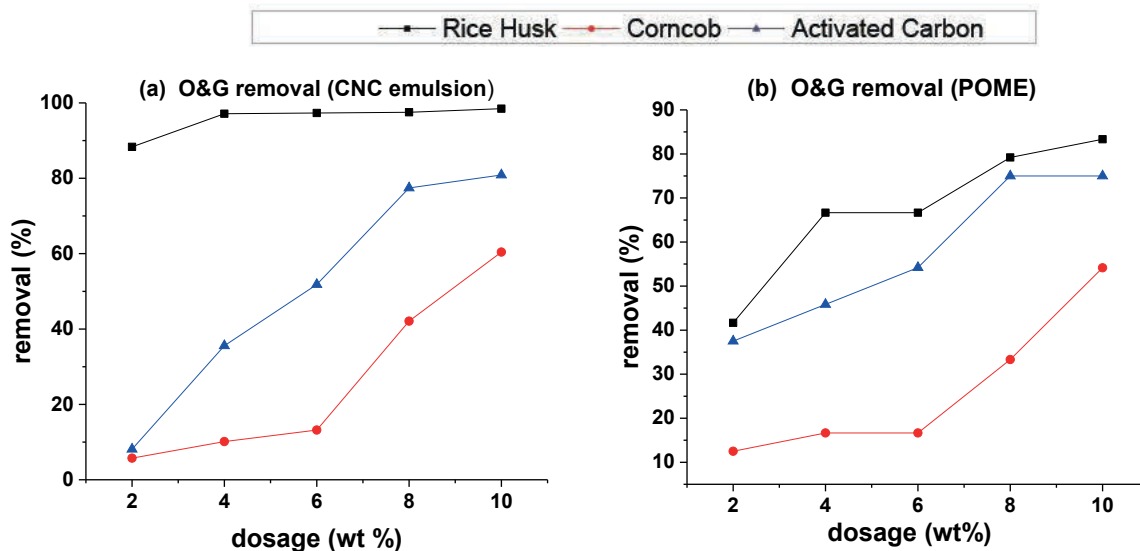 Rice Husk Corncob Activated Carbon
(a) O&G removal (CNC emulsion)
100
80
60
40
20
0
removal (%)
2 4 6 8 10
dosage (wt %)
(b) O&G removal (POME)
90
80
70
60
50
40
30
20
10
removal (%)
2 4 6 8 10
dosage (wt%)